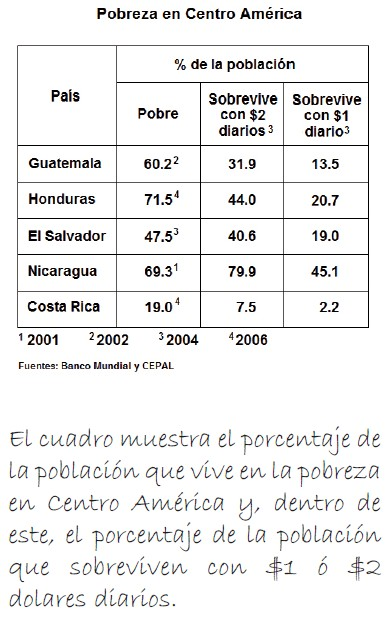 Pobreza en Centro América
País
% de la población
Pobre
Sobrevive con $2 diarios ³
Sobrevive con $1 diario³
Guatemala 60.2² 31.9 13.5
Honduras 71.5⁴ 44.0 20.7
El Salvador 47.5³ 40.6 19.0
Nicaragua 69.3¹ 79.9 45.1
Costa Rica 19.0⁴ 7.5 2.2
¹ 2001 ² 2002 ³ 2004 ⁴ 2006
Fuentes: Banco Mundial y CEPAL
El cuadro muestra el porcentaje de
la población que vive en la pobreza
en Centro América y, dentro de
este, el porcentaje de la población
que sobreviven con $1 ó $2
dolares diarios.